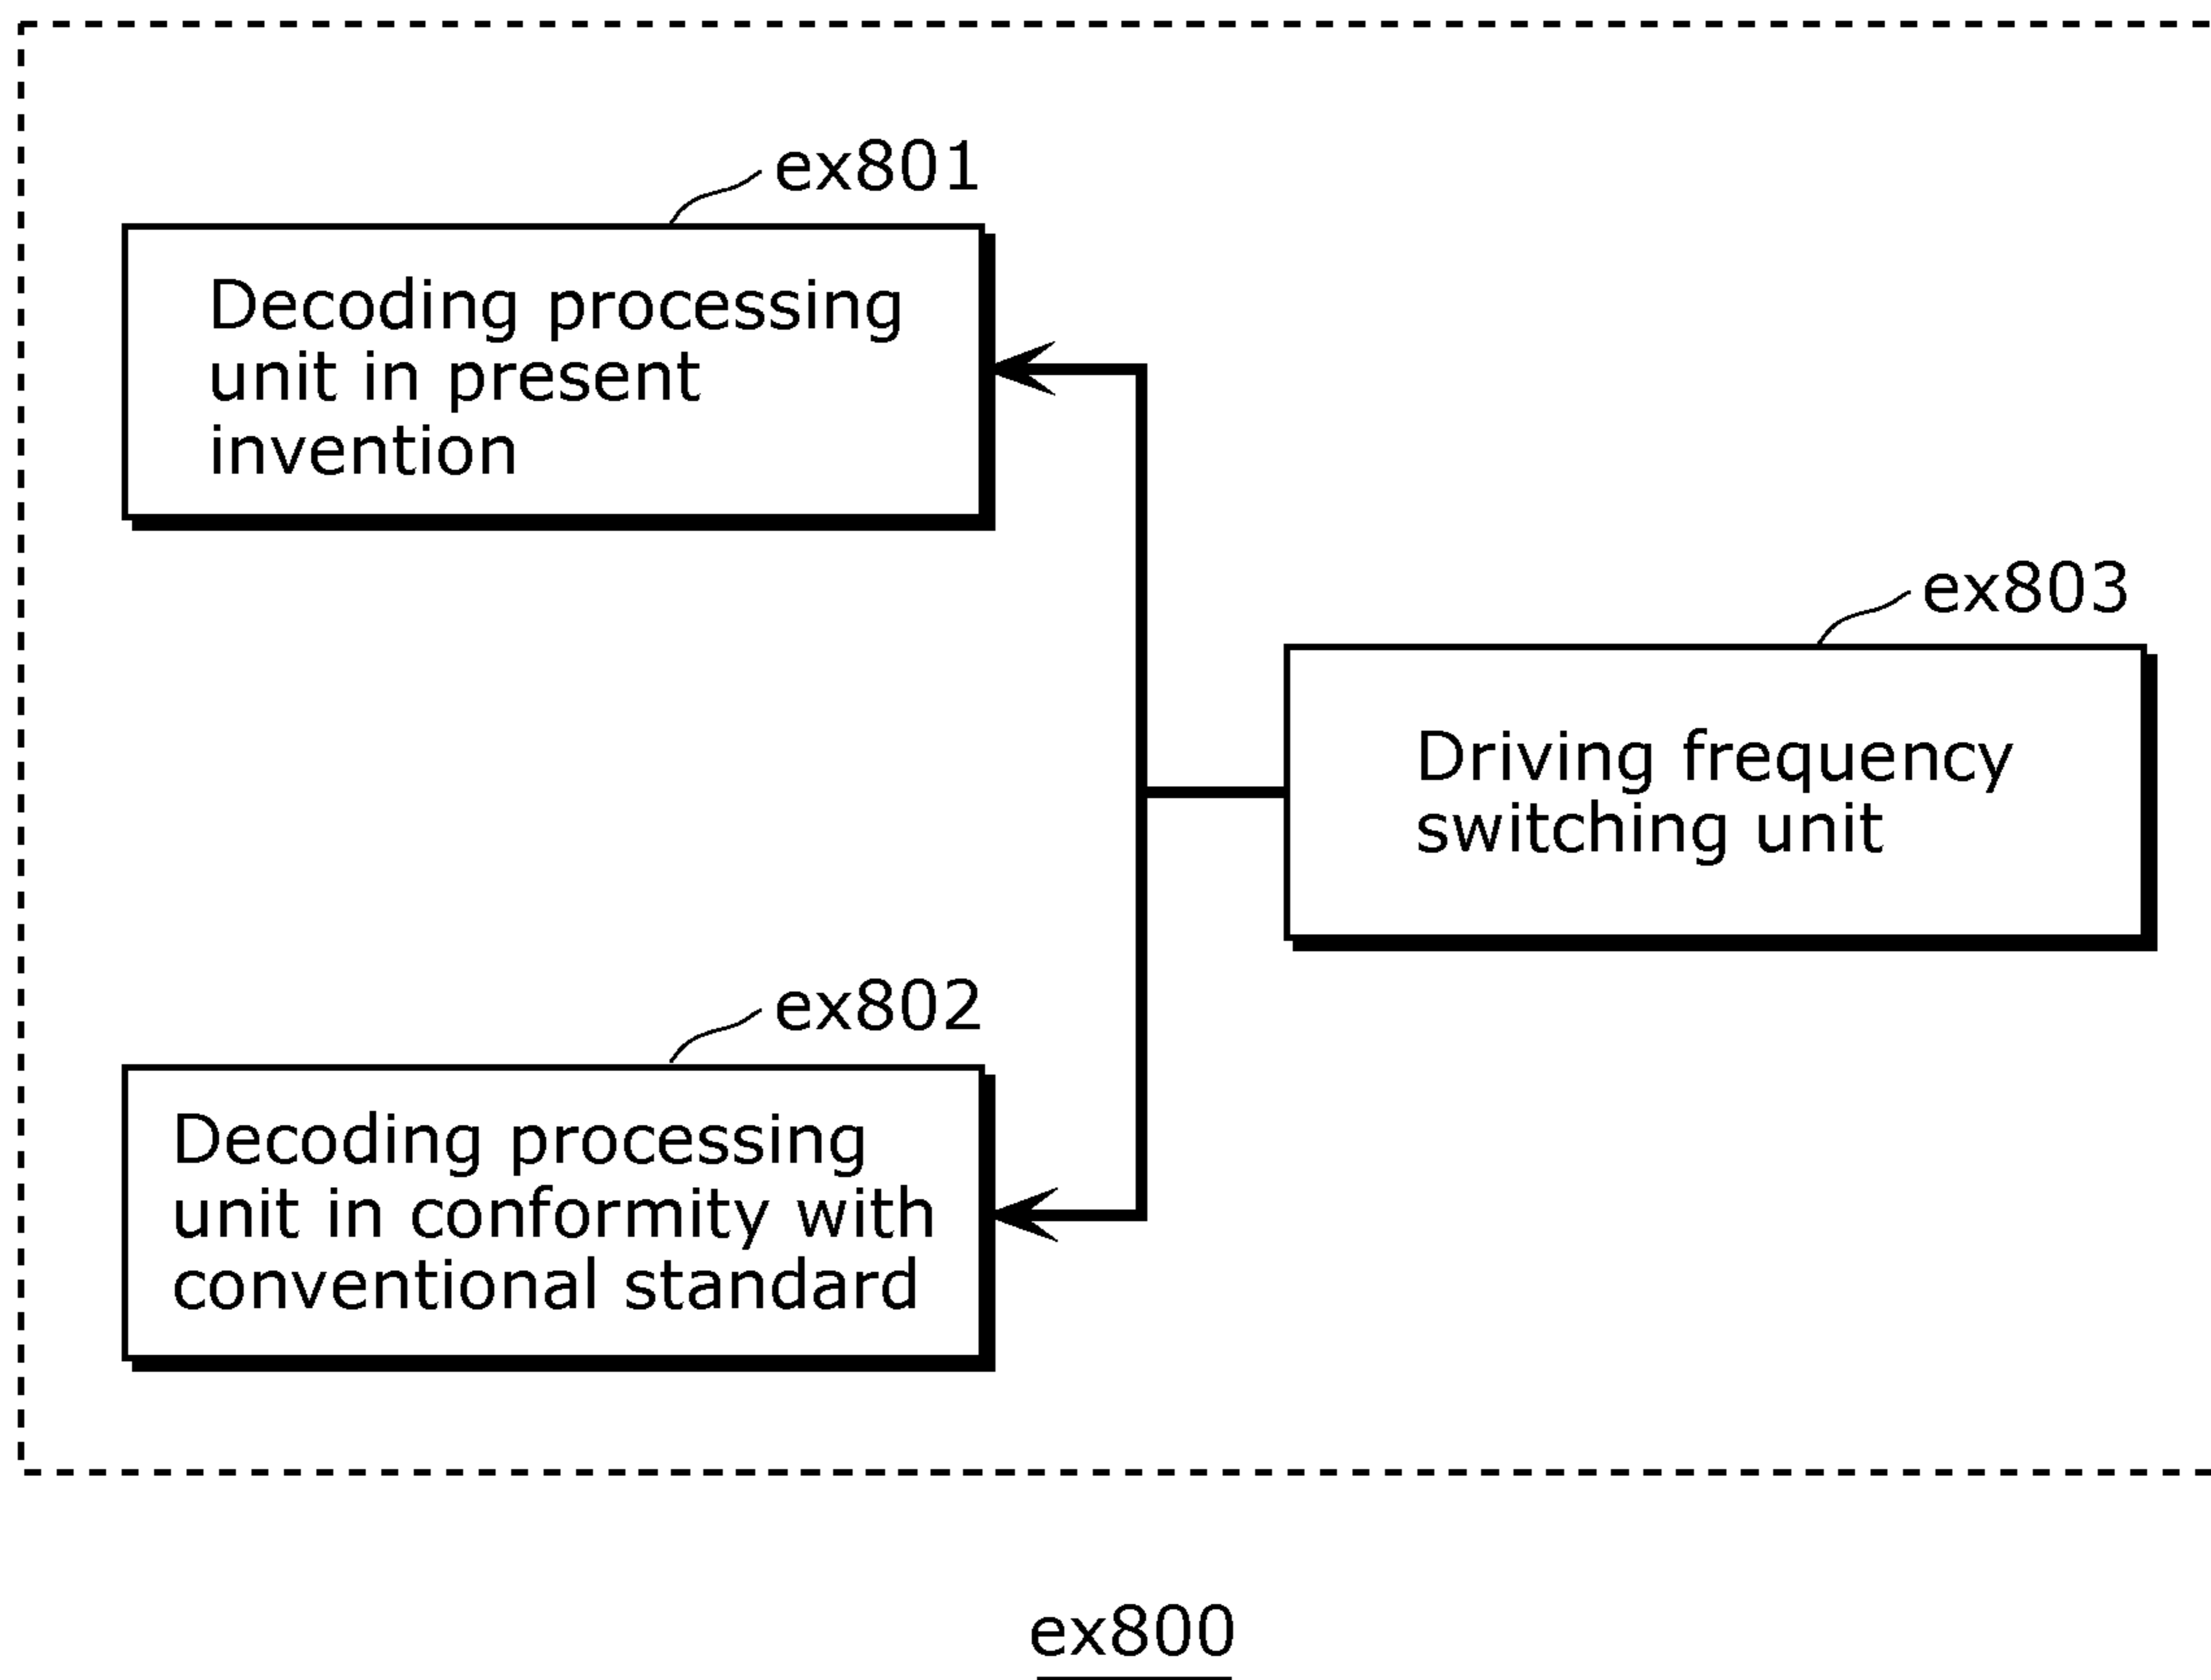 ex801
Decoding processing
unit in present
invention
ex803
Driving frequency
switching unit
ex802
Decoding processing
unit in conformity with
conventional standard
ex800